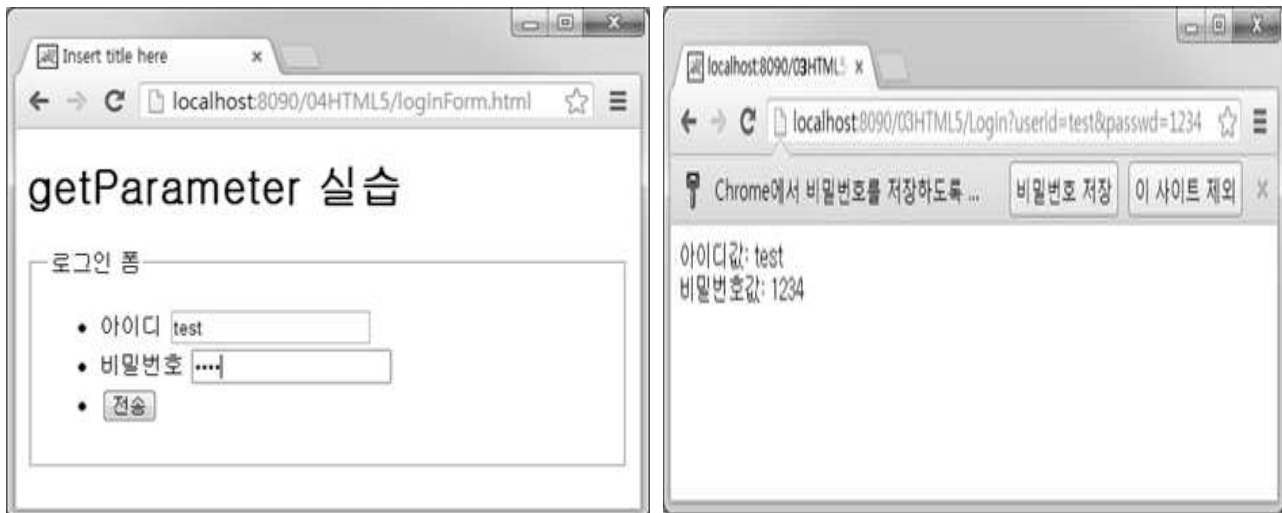 Insert title here
localhost:8090/04HTML5/loginForm.html
getParameter 실습
로그인 폼
아이디 test
비밀번호 ••••
전송
localhost:8090/03HTML5
localhost:8090/03HTML5/Login?userid=test&passwd=1234
Chrome에서 비밀번호를 저장하도록 ... 비밀번호 저장 이 사이트 제외
아이디값: test
비밀번호값: 1234